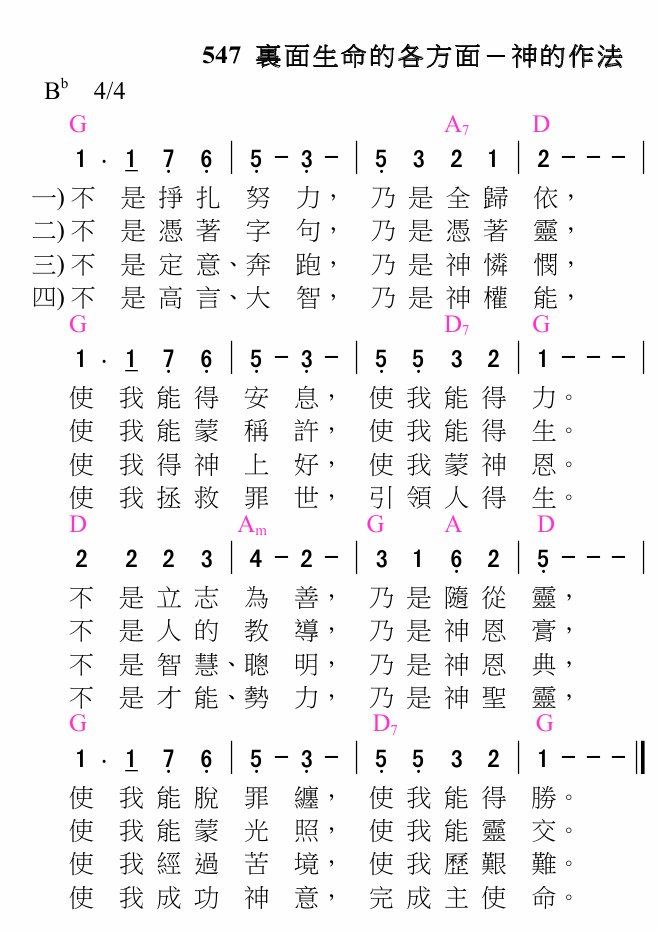 547 裏面生命的各方面－神的作法
B♭ 4/4
G A7 D
1 · 1 7 6 | 5 － 3 － | 5 3 2 1 | 2 － － － |
一) 不 是 掙 扎 努 力， 乃 是 全 歸 依，
二) 不 是 憑 著 字 句， 乃 是 憑 著 靈，
三) 不 是 定 意、奔 跑， 乃 是 神 憐 憫，
四) 不 是 高 言、大 智， 乃 是 神 權 能，
G D7 G
1 · 1 7 6 | 5 － 3 － | 5 5 3 2 | 1 － － － |
使 我 能 得 安 息， 使 我 能 得 力。
使 我 能 蒙 稱 許， 使 我 能 得 生。
使 我 得 神 上 好， 使 我 蒙 神 恩。
使 我 拯 救 罪 世， 引 領 人 得 生。
D Am G A D
2 2 2 3 | 4 － 2 － | 3 1 6 2 | 5 － － － |
不 是 立 志 為 善， 乃 是 隨 從 靈，
不 是 人 的 教 導， 乃 是 神 恩 膏，
不 是 智 慧、聰 明， 乃 是 神 恩 典，
不 是 才 能、勢 力， 乃 是 神 聖 靈，
G D7 G
1 · 1 7 6 | 5 － 3 － | 5 5 3 2 | 1 － － － ‖
使 我 能 脫 罪 纏， 使 我 能 得 勝。
使 我 能 蒙 光 照， 使 我 能 靈 交。
使 我 經 過 苦 境， 使 我 歷 艱 難。
使 我 成 功 神 意， 完 成 主 使 命。